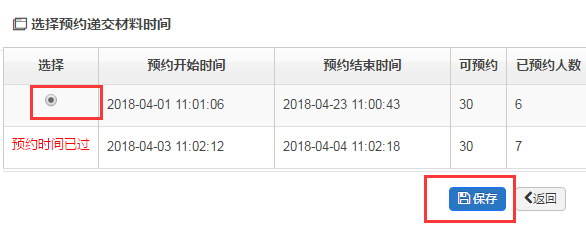 选择预约递交材料时间
选择 预约开始时间 预约结束时间 可预约 已预约人数
2018-04-01 11:01:06 2018-04-23 11:00:43 30 6
预约时间已过 2018-04-03 11:02:12 2018-04-04 11:02:18 30 7
保存 返回